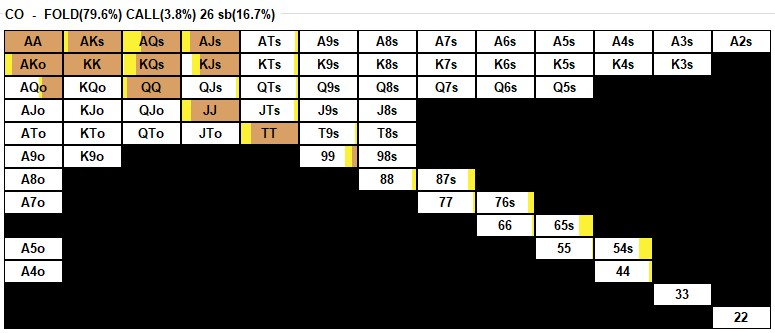 CO - FOLD(79.6%) CALL(3.8%) 26 sb(16.7%)
AA AKs AQs AJs ATs A9s A8s A7s A6s A5s A4s A3s A2s
AKo KK KQs KJs KTs K9s K8s K7s K6s K5s K4s K3s
AQo KQo QQ QJs QTs Q9s Q8s Q7s Q6s Q5s
AJo KJo QJo JJ JTs J9s J8s
ATo KTo QTo JTo TT T9s T8s
A9o K9o 99 98s
A8o 88 87s
A7o 77 76s
66 65s
A5o 55 54s
A4o 44
33
22